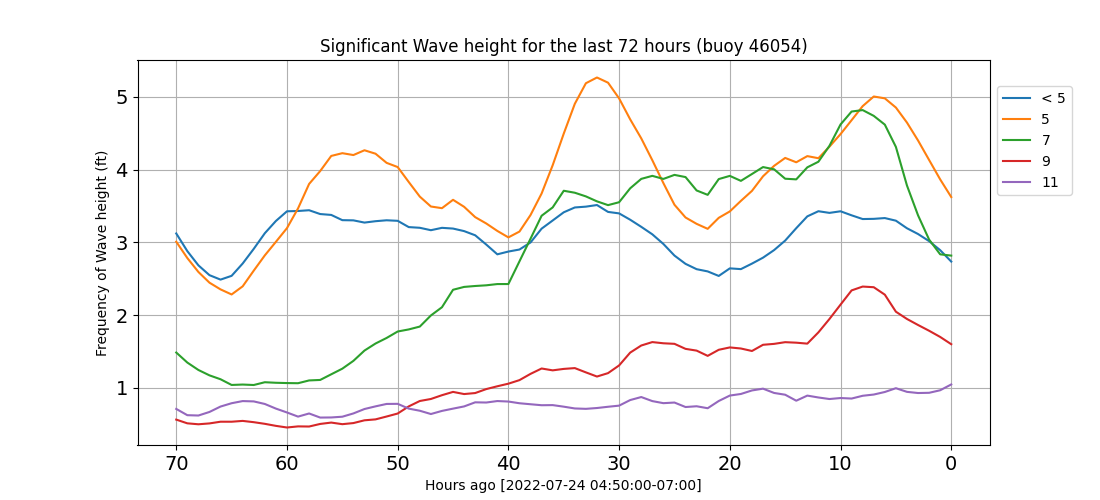 Significant Wave height for the last 72 hours (buoy 46054)
Frequency of Wave height (ft)
5
4
3
2
1
70 60 50 40 30 20 10 0
Hours ago [2022-07-24 04:50:00-07:00]
< 5
5
7
9
11